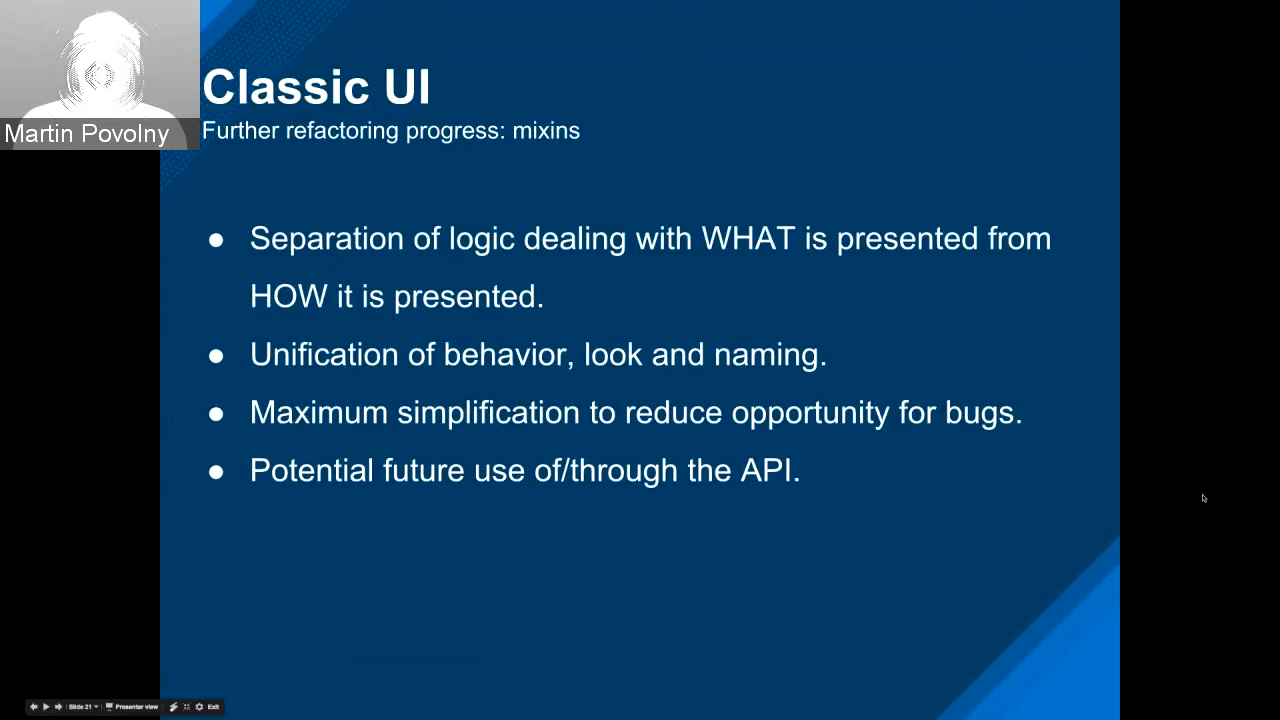 Martin Povolny
Classic UI
Further refactoring progress: mixins
● Separation of logic dealing with WHAT is presented from
HOW it is presented.
● Unification of behavior, look and naming.
● Maximum simplification to reduce opportunity for bugs.
● Potential future use of/through the API.
Slide 21 Presenter view Exit